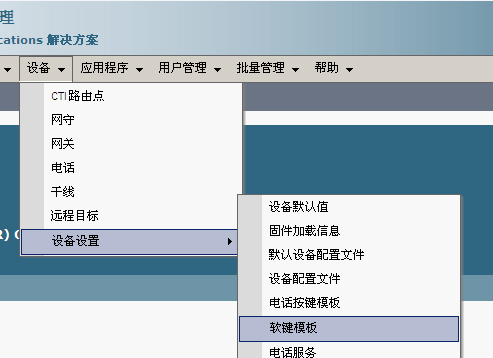 理
cations 解决方案
设备 应用程序 用户管理 批量管理 帮助
CTI路由点
网守
网关
电话
干线
远程目标
设备设置
设备默认值
固件加载信息
默认设备配置文件
设备配置文件
电话按键模板
软键模板
电话服务